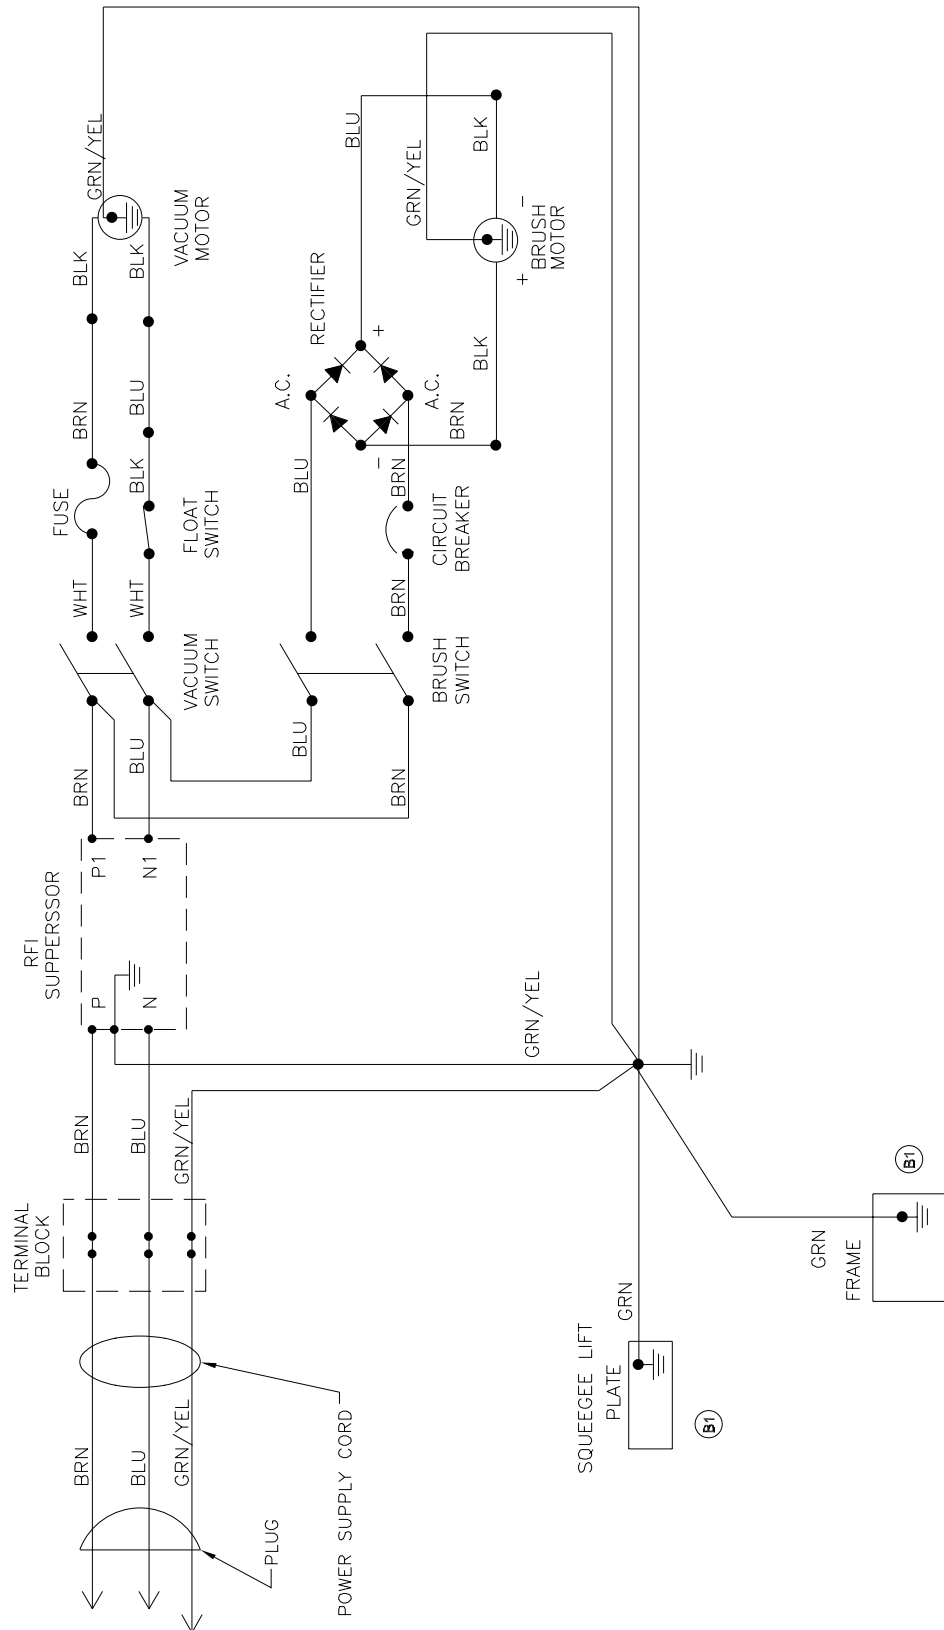 GRN/YEL
BLK
BLK
VACUUM
MOTOR
BRN
BLU
BLK
FUSE
FLOAT
SWITCH
WHT
WHT
VACUUM
SWITCH
BRN
BLU
RFI
SUPPERSSOR
P1
N1
P
N
BRN
BLU
GRN/YEL
TERMINAL
BLOCK
BRN
BLU
GRN/YEL
POWER SUPPLY CORD
PLUG
BLU
BLK
GRN/YEL
BRUSH
MOTOR
+
-
BLK
RECTIFIER
A.C.
A.C.
+
-
BRN
BLU
BRN
CIRCUIT
BREAKER
BRN
BRUSH
SWITCH
BLU
BRN
GRN/YEL
GRN
SQUEEGEE LIFT
PLATE
B1
GRN
FRAME
B1